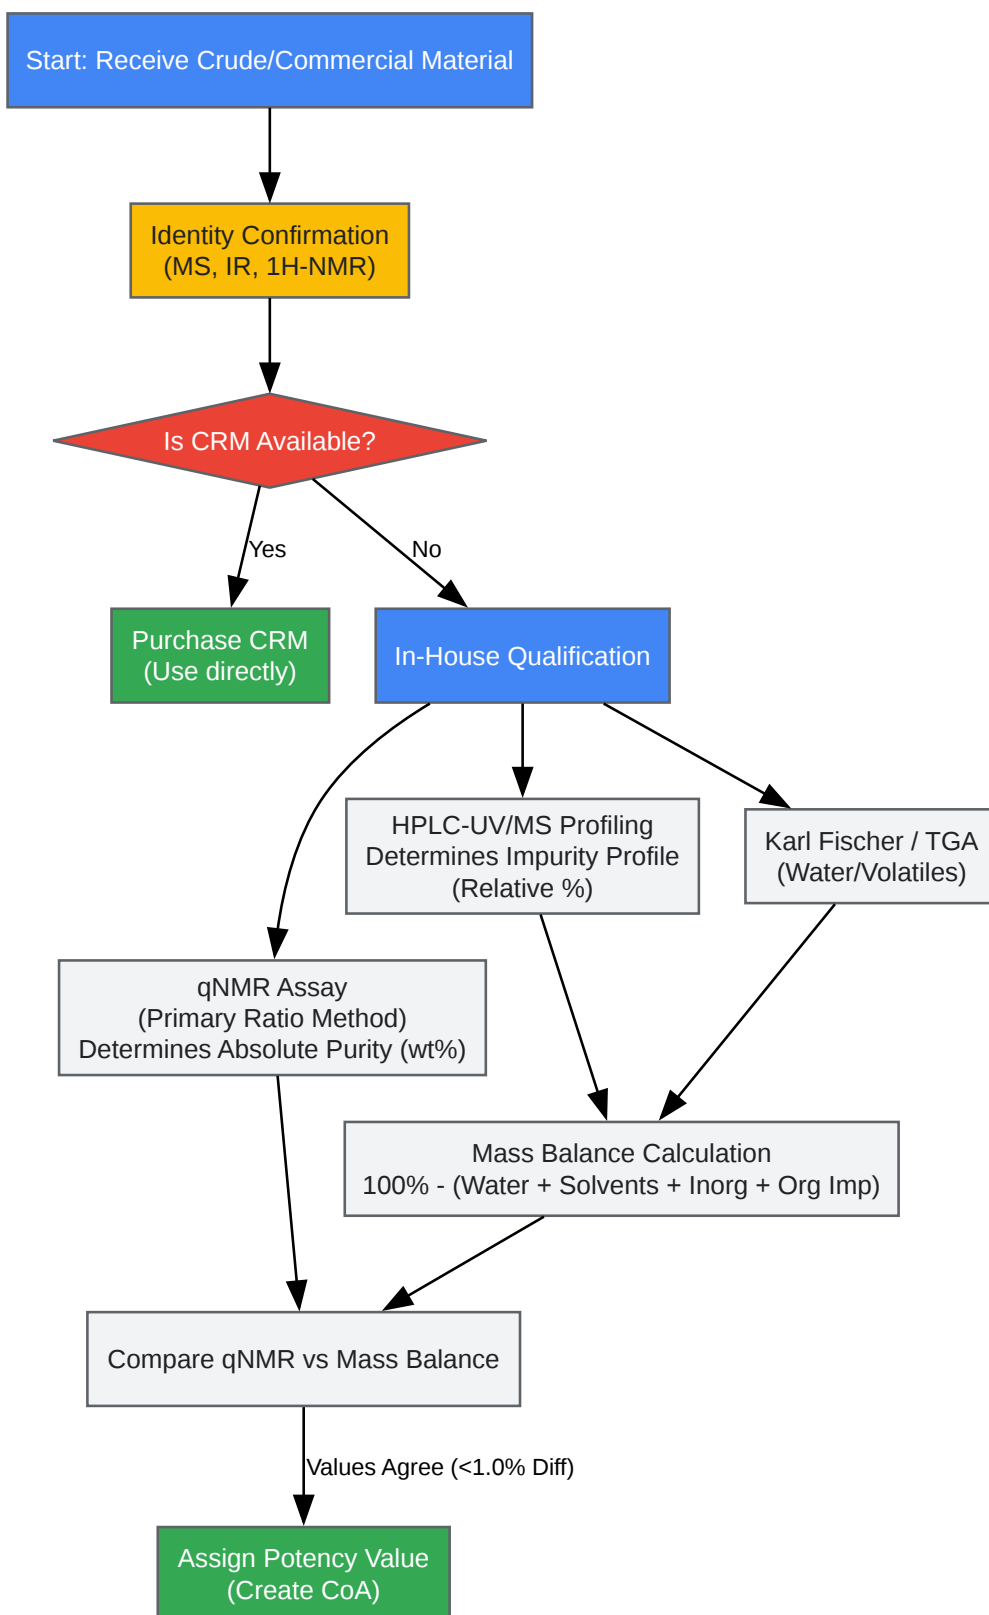 Start: Receive Crude/Commercial Material
Identity Confirmation
(MS, IR, 1H-NMR)
Is CRM Available?
Yes
No
Purchase CRM
(Use directly)
In-House Qualification
HPLC-UV/MS Profiling
Determines Impurity Profile
(Relative %)
Karl Fischer / TGA
(Water/Volatiles)
qNMR Assay
(Primary Ratio Method)
Determines Absolute Purity (wt%)
Mass Balance Calculation
100% - (Water + Solvents + Inorg + Org Imp)
Compare qNMR vs Mass Balance
Values Agree (<1.0% Diff)
Assign Potency Value
(Create CoA)